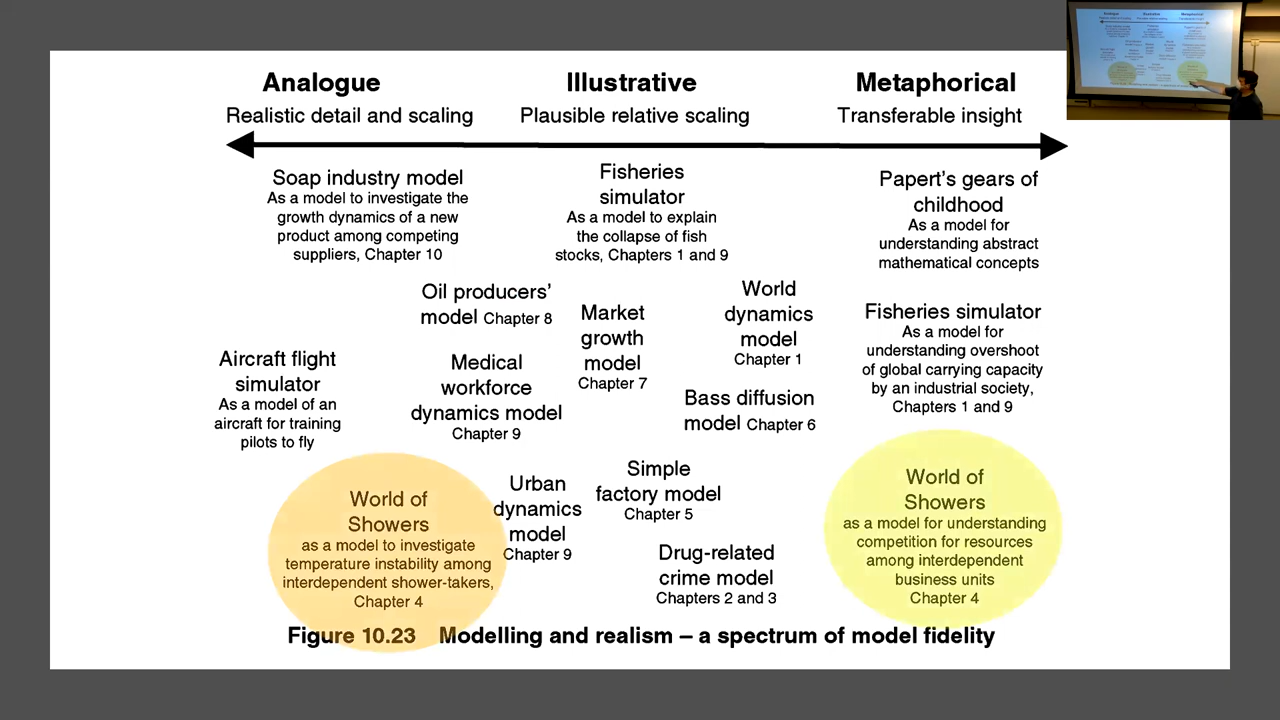 Analogue
Realistic detail and scaling
Illustrative
Plausible relative scaling
Metaphorical
Transferable insight
Soap industry model
As a model to investigate the
growth dynamics of a new
product among competing
suppliers, Chapter 10
Fisheries
simulator
As a model to explain
the collapse of fish
stocks, Chapters 1 and 9
Papert’s gears of
childhood
As a model for
understanding abstract
mathematical concepts
Oil producers’
model Chapter 8
Market
growth
model
Chapter 7
World
dynamics
model
Chapter 1
Fisheries simulator
As a model for
understanding overshoot
of global carrying capacity
by an industrial society,
Chapters 1 and 9
Aircraft flight
simulator
As a model of an
aircraft for training
pilots to fly
Medical
workforce
dynamics model
Chapter 9
Bass diffusion
model Chapter 6
World of
Showers
as a model to investigate
temperature instability among
interdependent shower-takers,
Chapter 4
Urban
dynamics
model
Chapter 9
Simple
factory model
Chapter 5
Drug-related
crime model
Chapters 2 and 3
World of
Showers
as a model for understanding
competition for resources
among interdependent
business units
Chapter 4
Figure 10.23 Modelling and realism – a spectrum of model fidelity